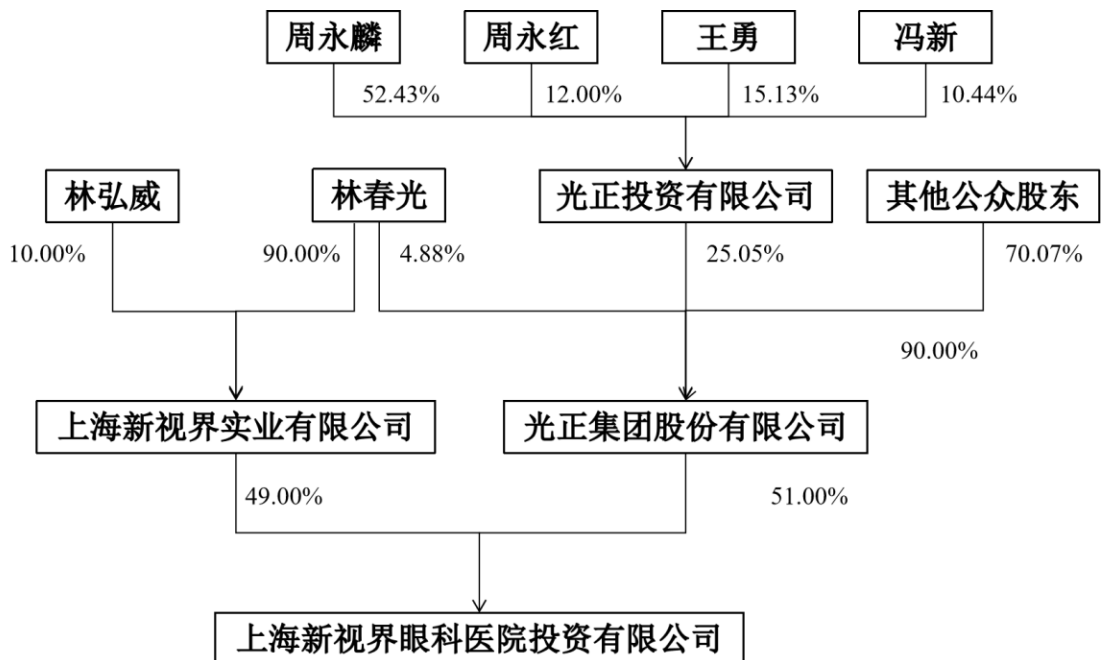 周永麟
周永红
王勇
冯新
52.43%
12.00%
15.13%
10.44%
林弘威
林春光
光正投资有限公司
其他公众股东
10.00%
90.00%
4.88%
25.05%
70.07%
90.00%
上海新视界实业有限公司
光正集团股份有限公司
49.00%
51.00%
上海新视界眼科医院投资有限公司